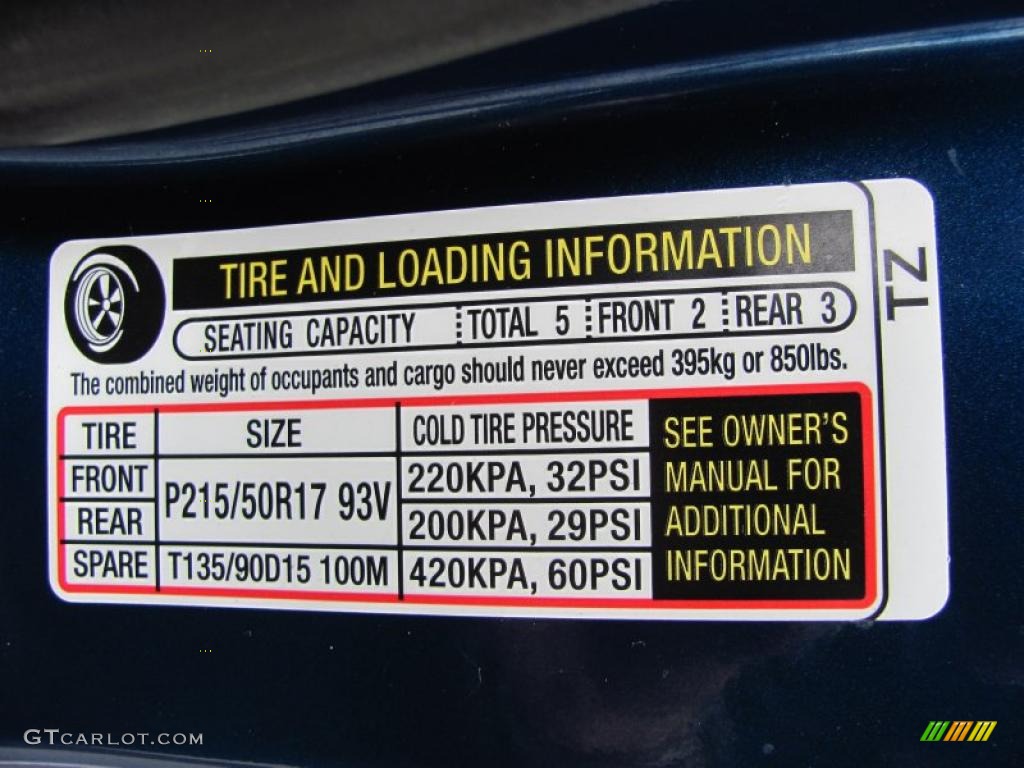 TIRE AND LOADING INFORMATION
SEATING CAPACITY TOTAL 5 FRONT 2 REAR 3
The combined weight of occupants and cargo should never exceed 395kg or 850lbs.
TIRE SIZE COLD TIRE PRESSURE
FRONT P215/50R17 93V 220KPA, 32PSI
REAR 200KPA, 29PSI
SPARE T135/90D15 100M 420KPA, 60PSI
SEE OWNER'S
MANUAL FOR
ADDITIONAL
INFORMATION
TZ
GTCARLOT.COM